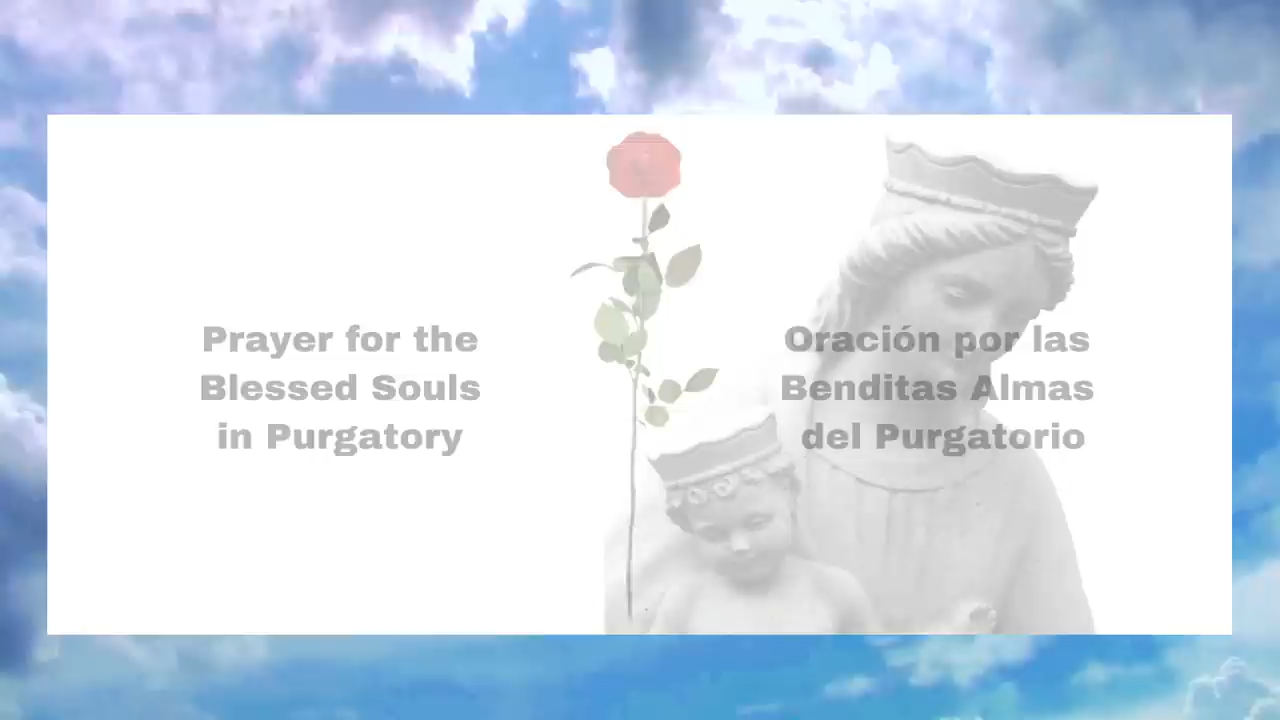 Prayer for the
Blessed Souls
in Purgatory
Oración por las
Benditas Almas
del Purgatorio